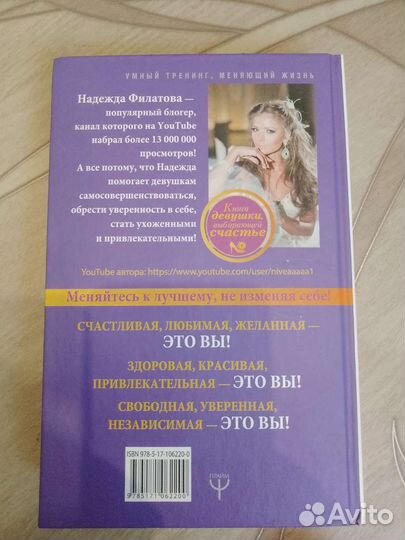 УМНЫЙ ТРЕНИНГ, МЕНЯЮЩИЙ ЖИЗНЬ
Надежда Филатова —
популярный блогер,
канал которого на YouTube
набрал более 13 000 000
просмотров!
А все потому, что Надежда
помогает девушкам
самосовершенствоваться,
обрести уверенность в себе,
стать ухоженными
и привлекательными!
Книга
девушки,
выбирающей
счастье
№
YouTube автора: https://www.youtube.com/user/niveaaaaa1
Меняйтесь к лучшему, не изменяя себе!
СЧАСТЛИВАЯ, ЛЮБИМАЯ, ЖЕЛАННАЯ —
ЭТО ВЫ!
ЗДОРОВАЯ, КРАСИВАЯ,
ПРИВЛЕКАТЕЛЬНАЯ — ЭТО ВЫ!
СВОБОДНАЯ, УВЕРЕННАЯ,
НЕЗАВИСИМАЯ — ЭТО ВЫ!
ISBN 978-5-17-106220-0
9785171062200
ПРАЙМ
Avito